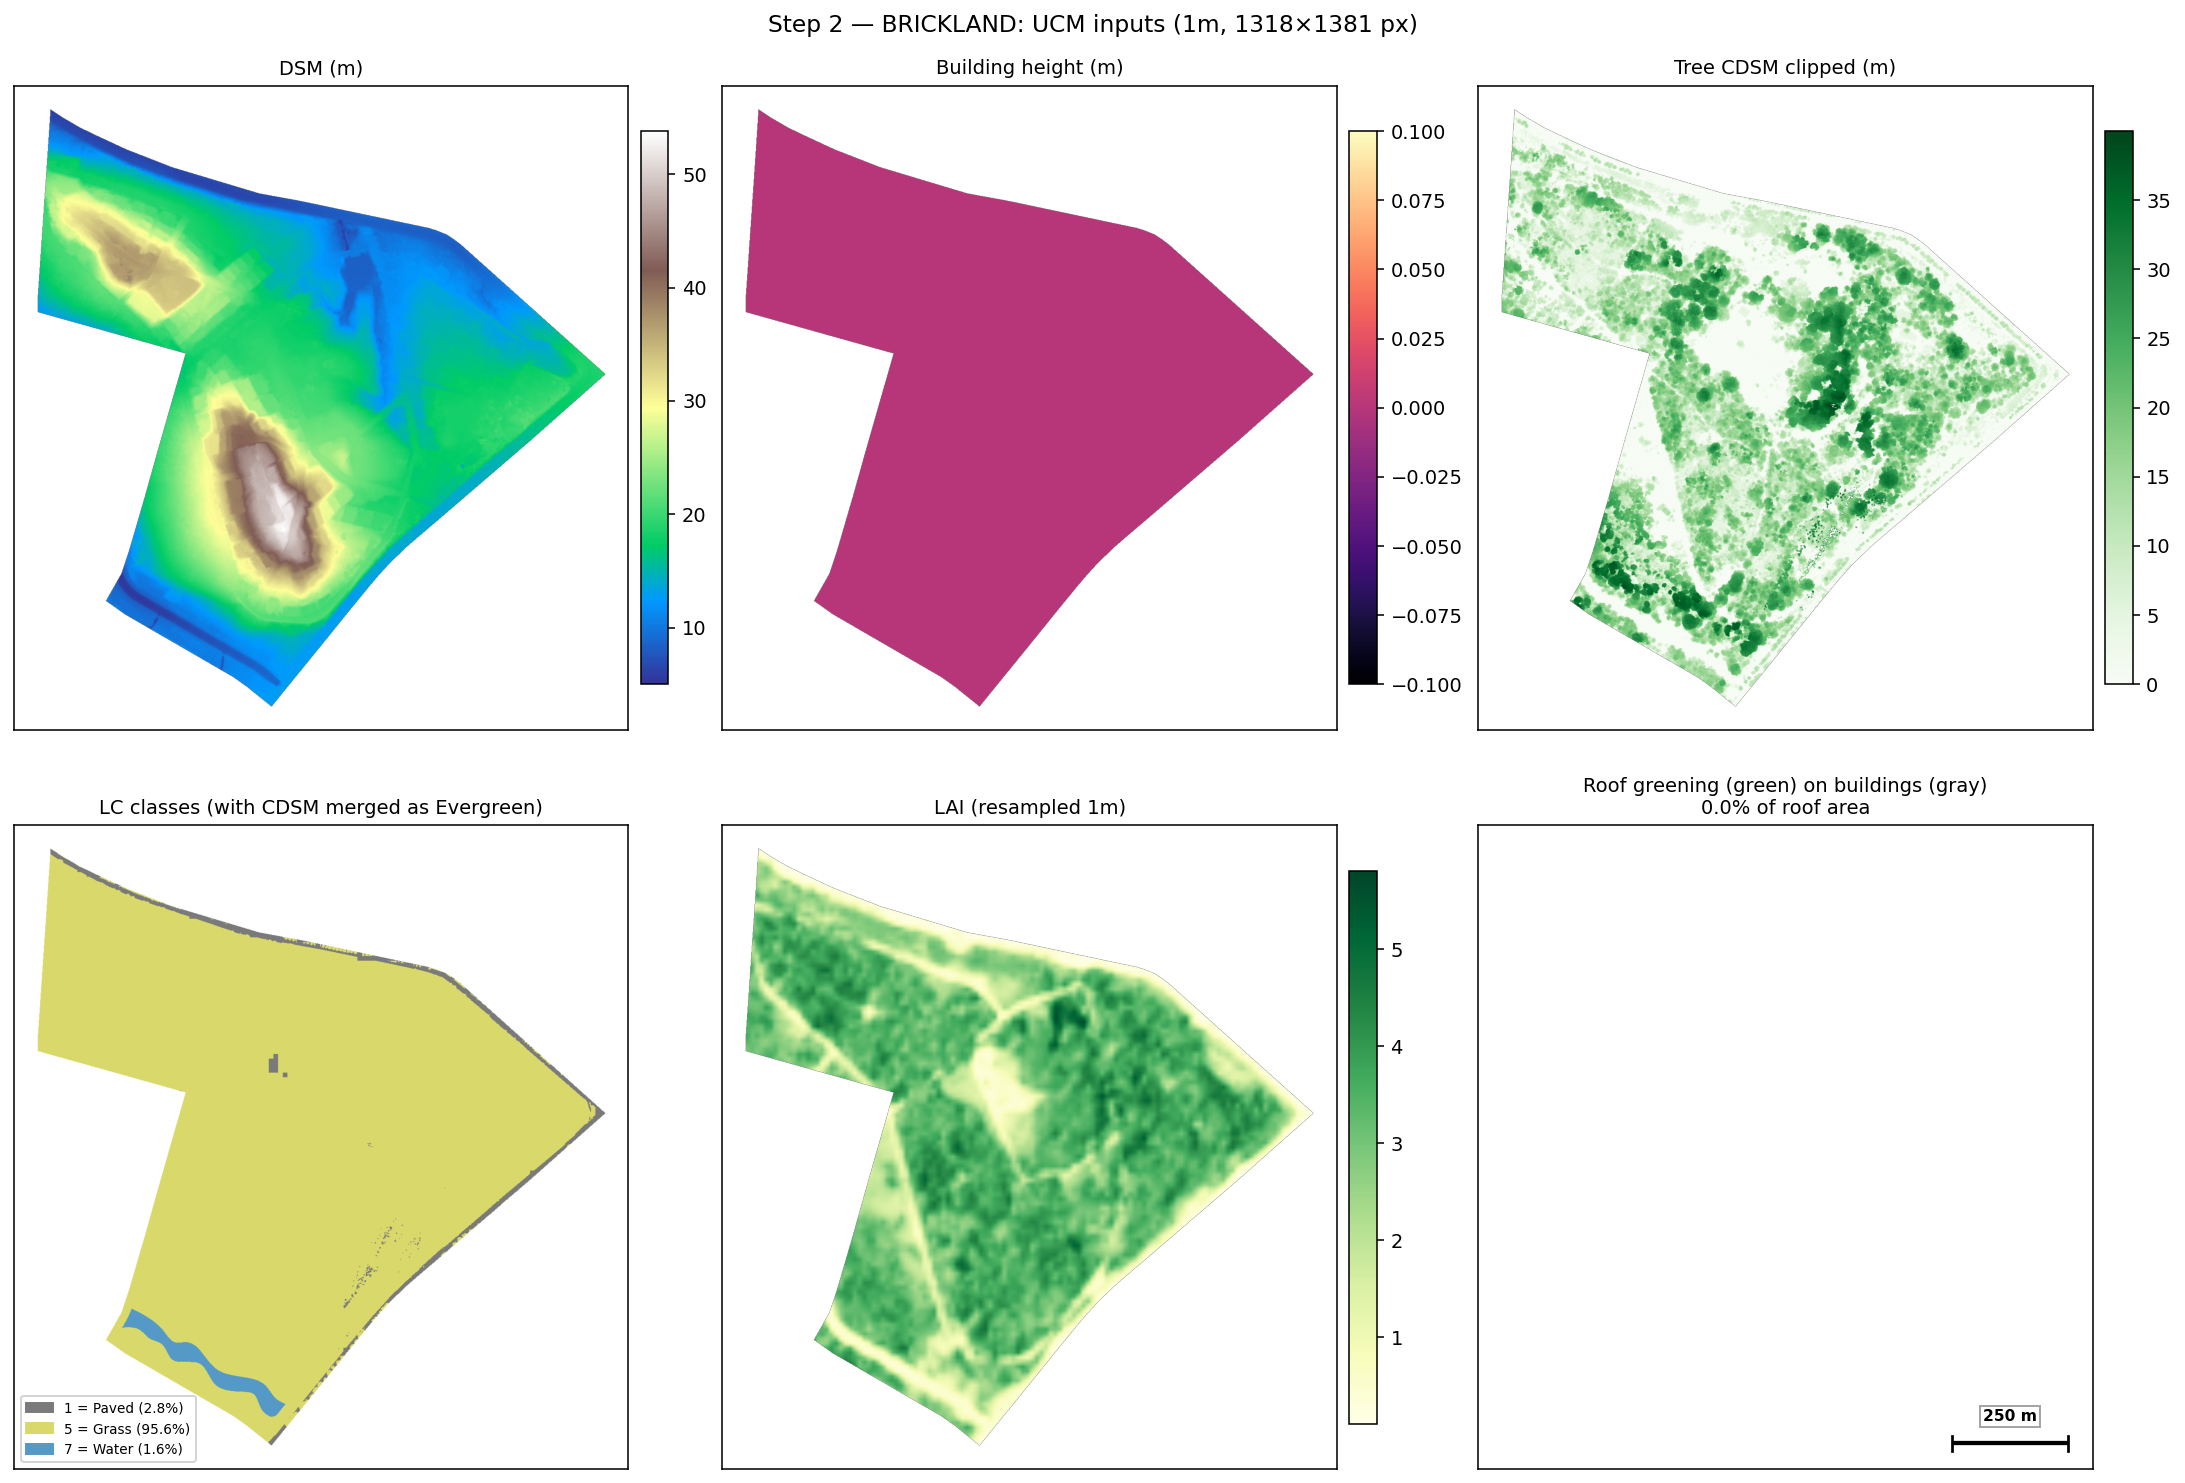 Step 2 — BRICKLAND: UCM inputs (1m, 1318×1381 px)
DSM (m)
50
40
30
20
10
Building height (m)
0.100
0.075
0.050
0.025
0.000
−0.025
−0.050
−0.075
−0.100
Tree CDSM clipped (m)
35
30
25
20
15
10
5
0
LC classes (with CDSM merged as Evergreen)
1 = Paved (2.8%)
5 = Grass (95.6%)
7 = Water (1.6%)
LAI (resampled 1m)
5
4
3
2
1
Roof greening (green) on buildings (gray)
0.0% of roof area
250 m